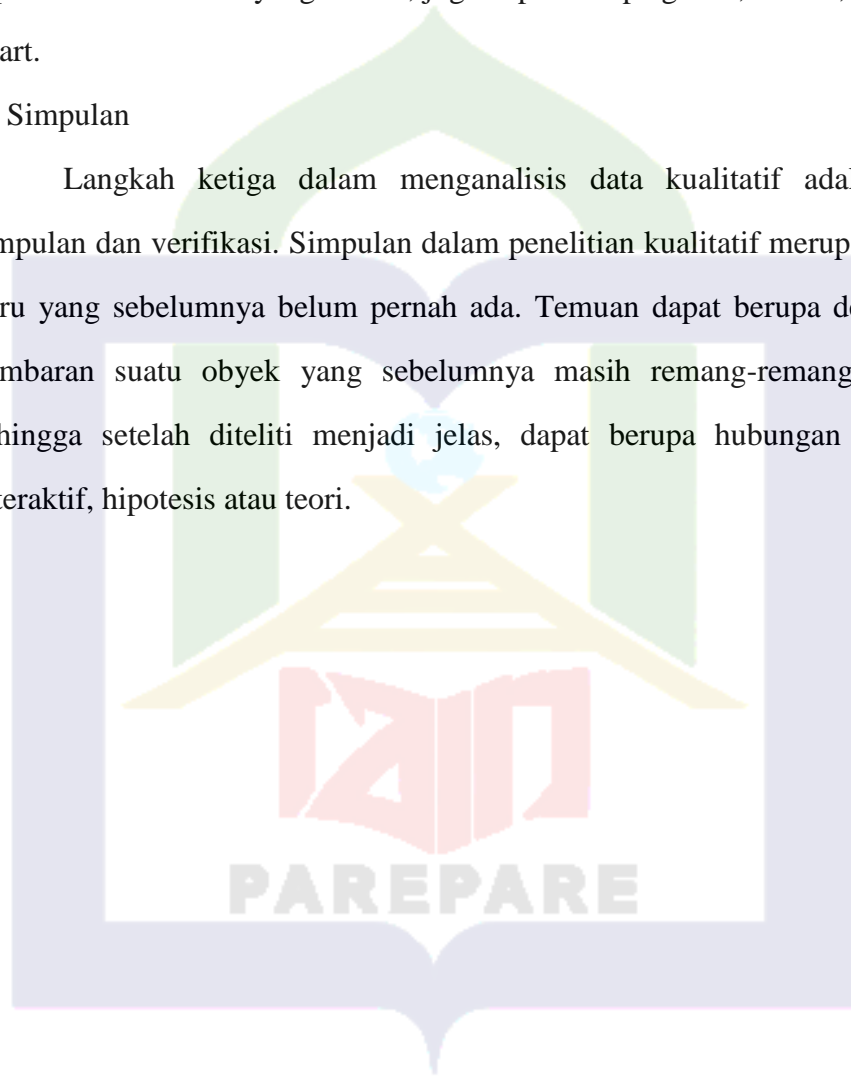 art.
Simpulan
Langkah ketiga dalam menganalisis data kualitatif adal
mpulan dan verifikasi. Simpulan dalam penelitian kualitatif merup
ru yang sebelumnya belum pernah ada. Temuan dapat berupa de
mbaran suatu obyek yang sebelumnya masih remang-remang
hingga setelah diteliti menjadi jelas, dapat berupa hubungan
teraktif, hipotesis atau teori.
iain
PAREPARE